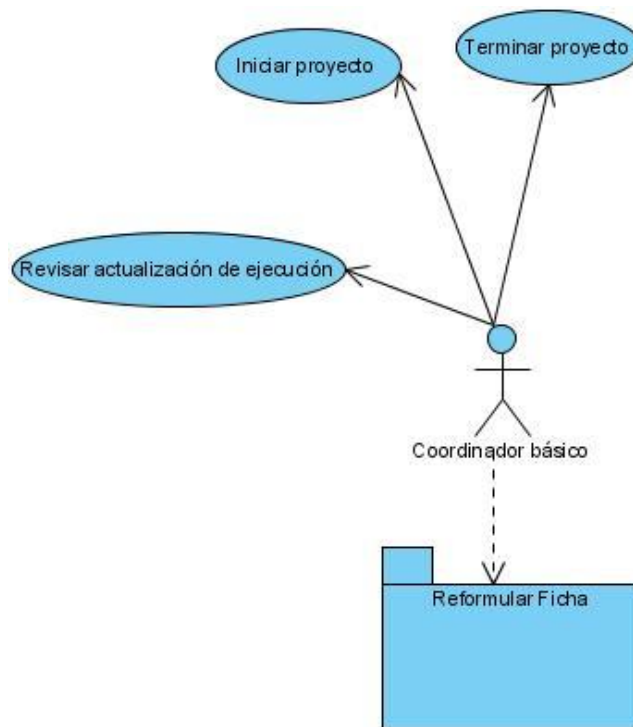 Iniciar proyecto
Terminar proyecto
Revisar actualización de ejecución
Coordinador básico
Reformular Ficha